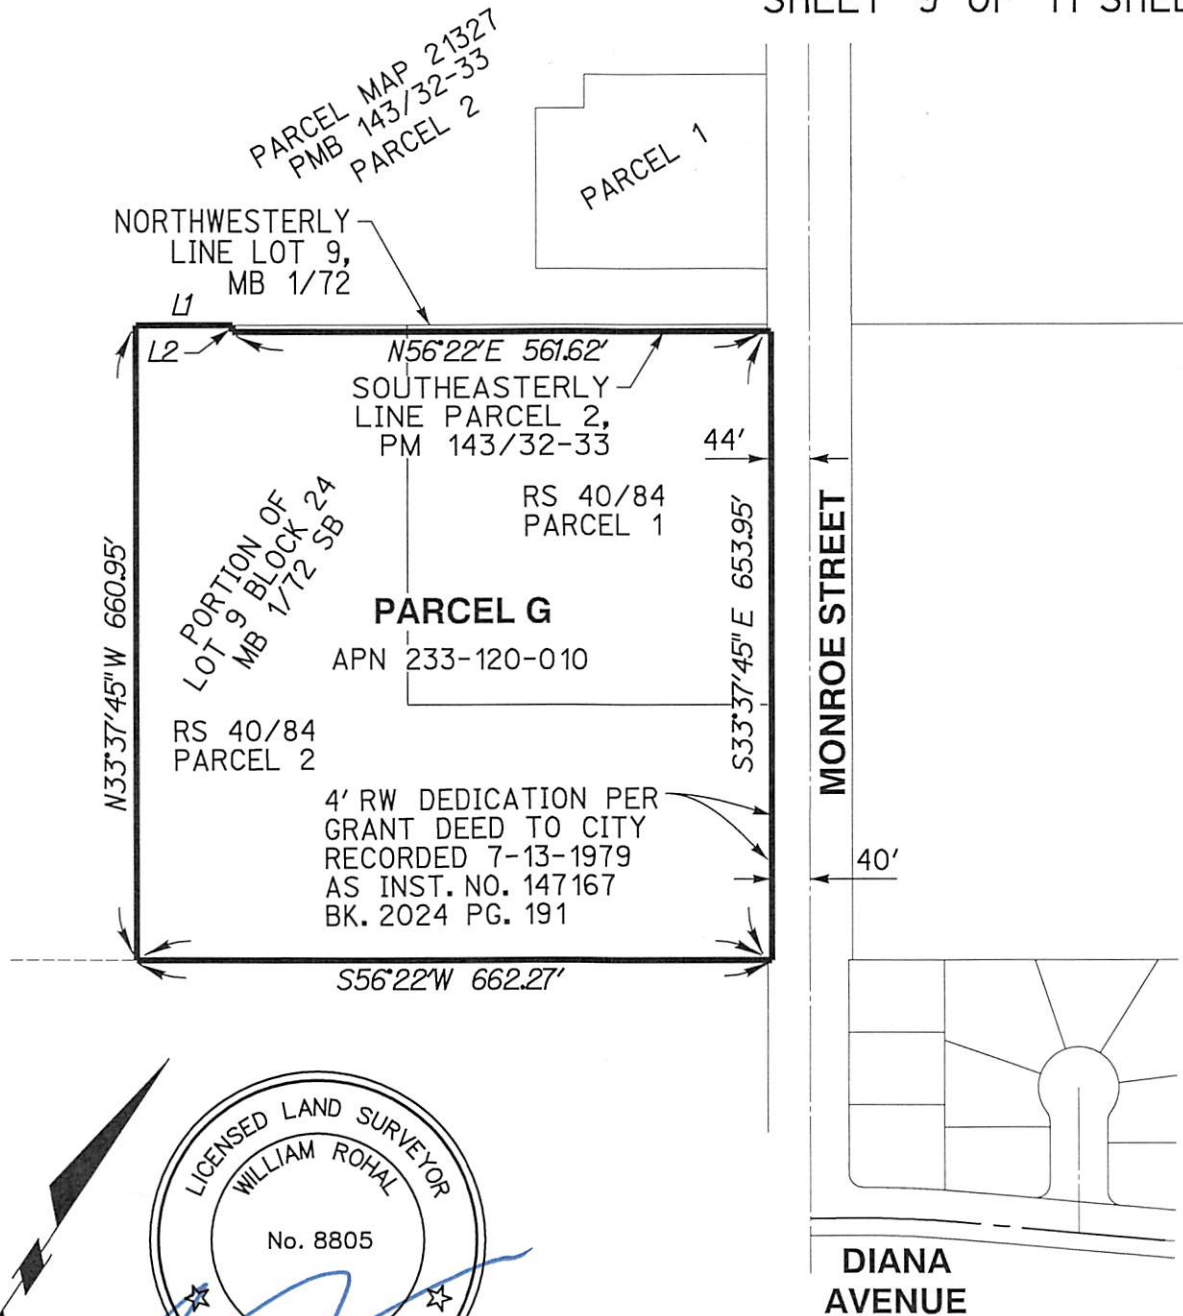 SHEET 9 OF 11
PARCEL MAP 21327
PMB 143/32-33
PARCEL 2
PARCEL 1
NORTHWESTERLY
LINE LOT 9,
MB 1/72
L1
L2
N56°22'E 561.62'
SOUTHEASTERLY
LINE PARCEL 2,
PM 143/32-33
44'
RS 40/84
PARCEL 1
PORTION OF
LOT 9 BLOCK 24
MB 1/72 SB
N33°37'45"W 660.95'
S33°37'45"E 653.95'
MONROE STREET
PARCEL G
APN 233-120-010
RS 40/84
PARCEL 2
4' RW DEDICATION PER
GRANT DEED TO CITY
RECORDED 7-13-1979
AS INST. NO. 147167
BK. 2024 PG. 191
40'
S56°22'W 662.27'
LICENSED LAND SURVEYOR
WILLIAM ROHAL
No. 8805
DIANA
AVENUE